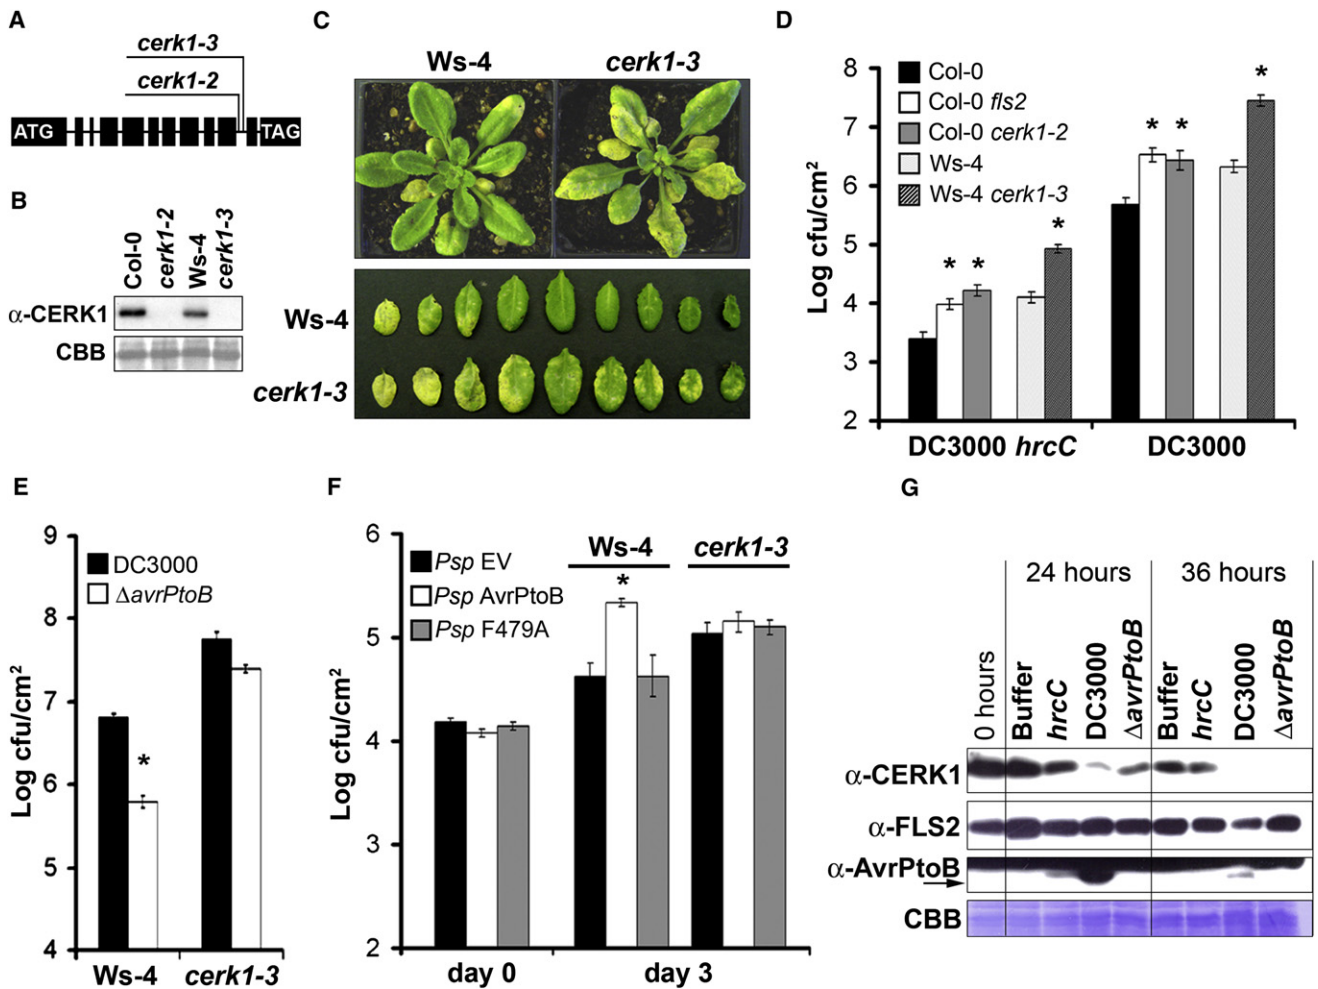 A
cerk1-3
cerk1-2
ATG
TAG
B
Col-0
cerk1-2
Ws-4
cerk1-3
α-CERK1
CBB
C
Ws-4
cerk1-3
Ws-4
cerk1-3
D
Log cfu/cm2
8
7
6
5
4
3
2
Col-0
Col-0 fls2
Col-0 cerk1-2
Ws-4
Ws-4 cerk1-3
* * *
* * *
DC3000 hrcC
DC3000
E
Log cfu/cm2
9
8
7
6
5
4
DC3000
ΔavrPtoB
*
Ws-4
cerk1-3
F
Log cfu/cm2
6
5
4
3
2
Psp EV
Psp AvrPtoB
Psp F479A
Ws-4
cerk1-3
*
day 0
day 3
G
24 hours
36 hours
0 hours
Buffer
hrcC
DC3000
ΔavrPtoB
Buffer
hrcC
DC3000
ΔavrPtoB
α-CERK1
α-FLS2
α-AvrPtoB
CBB